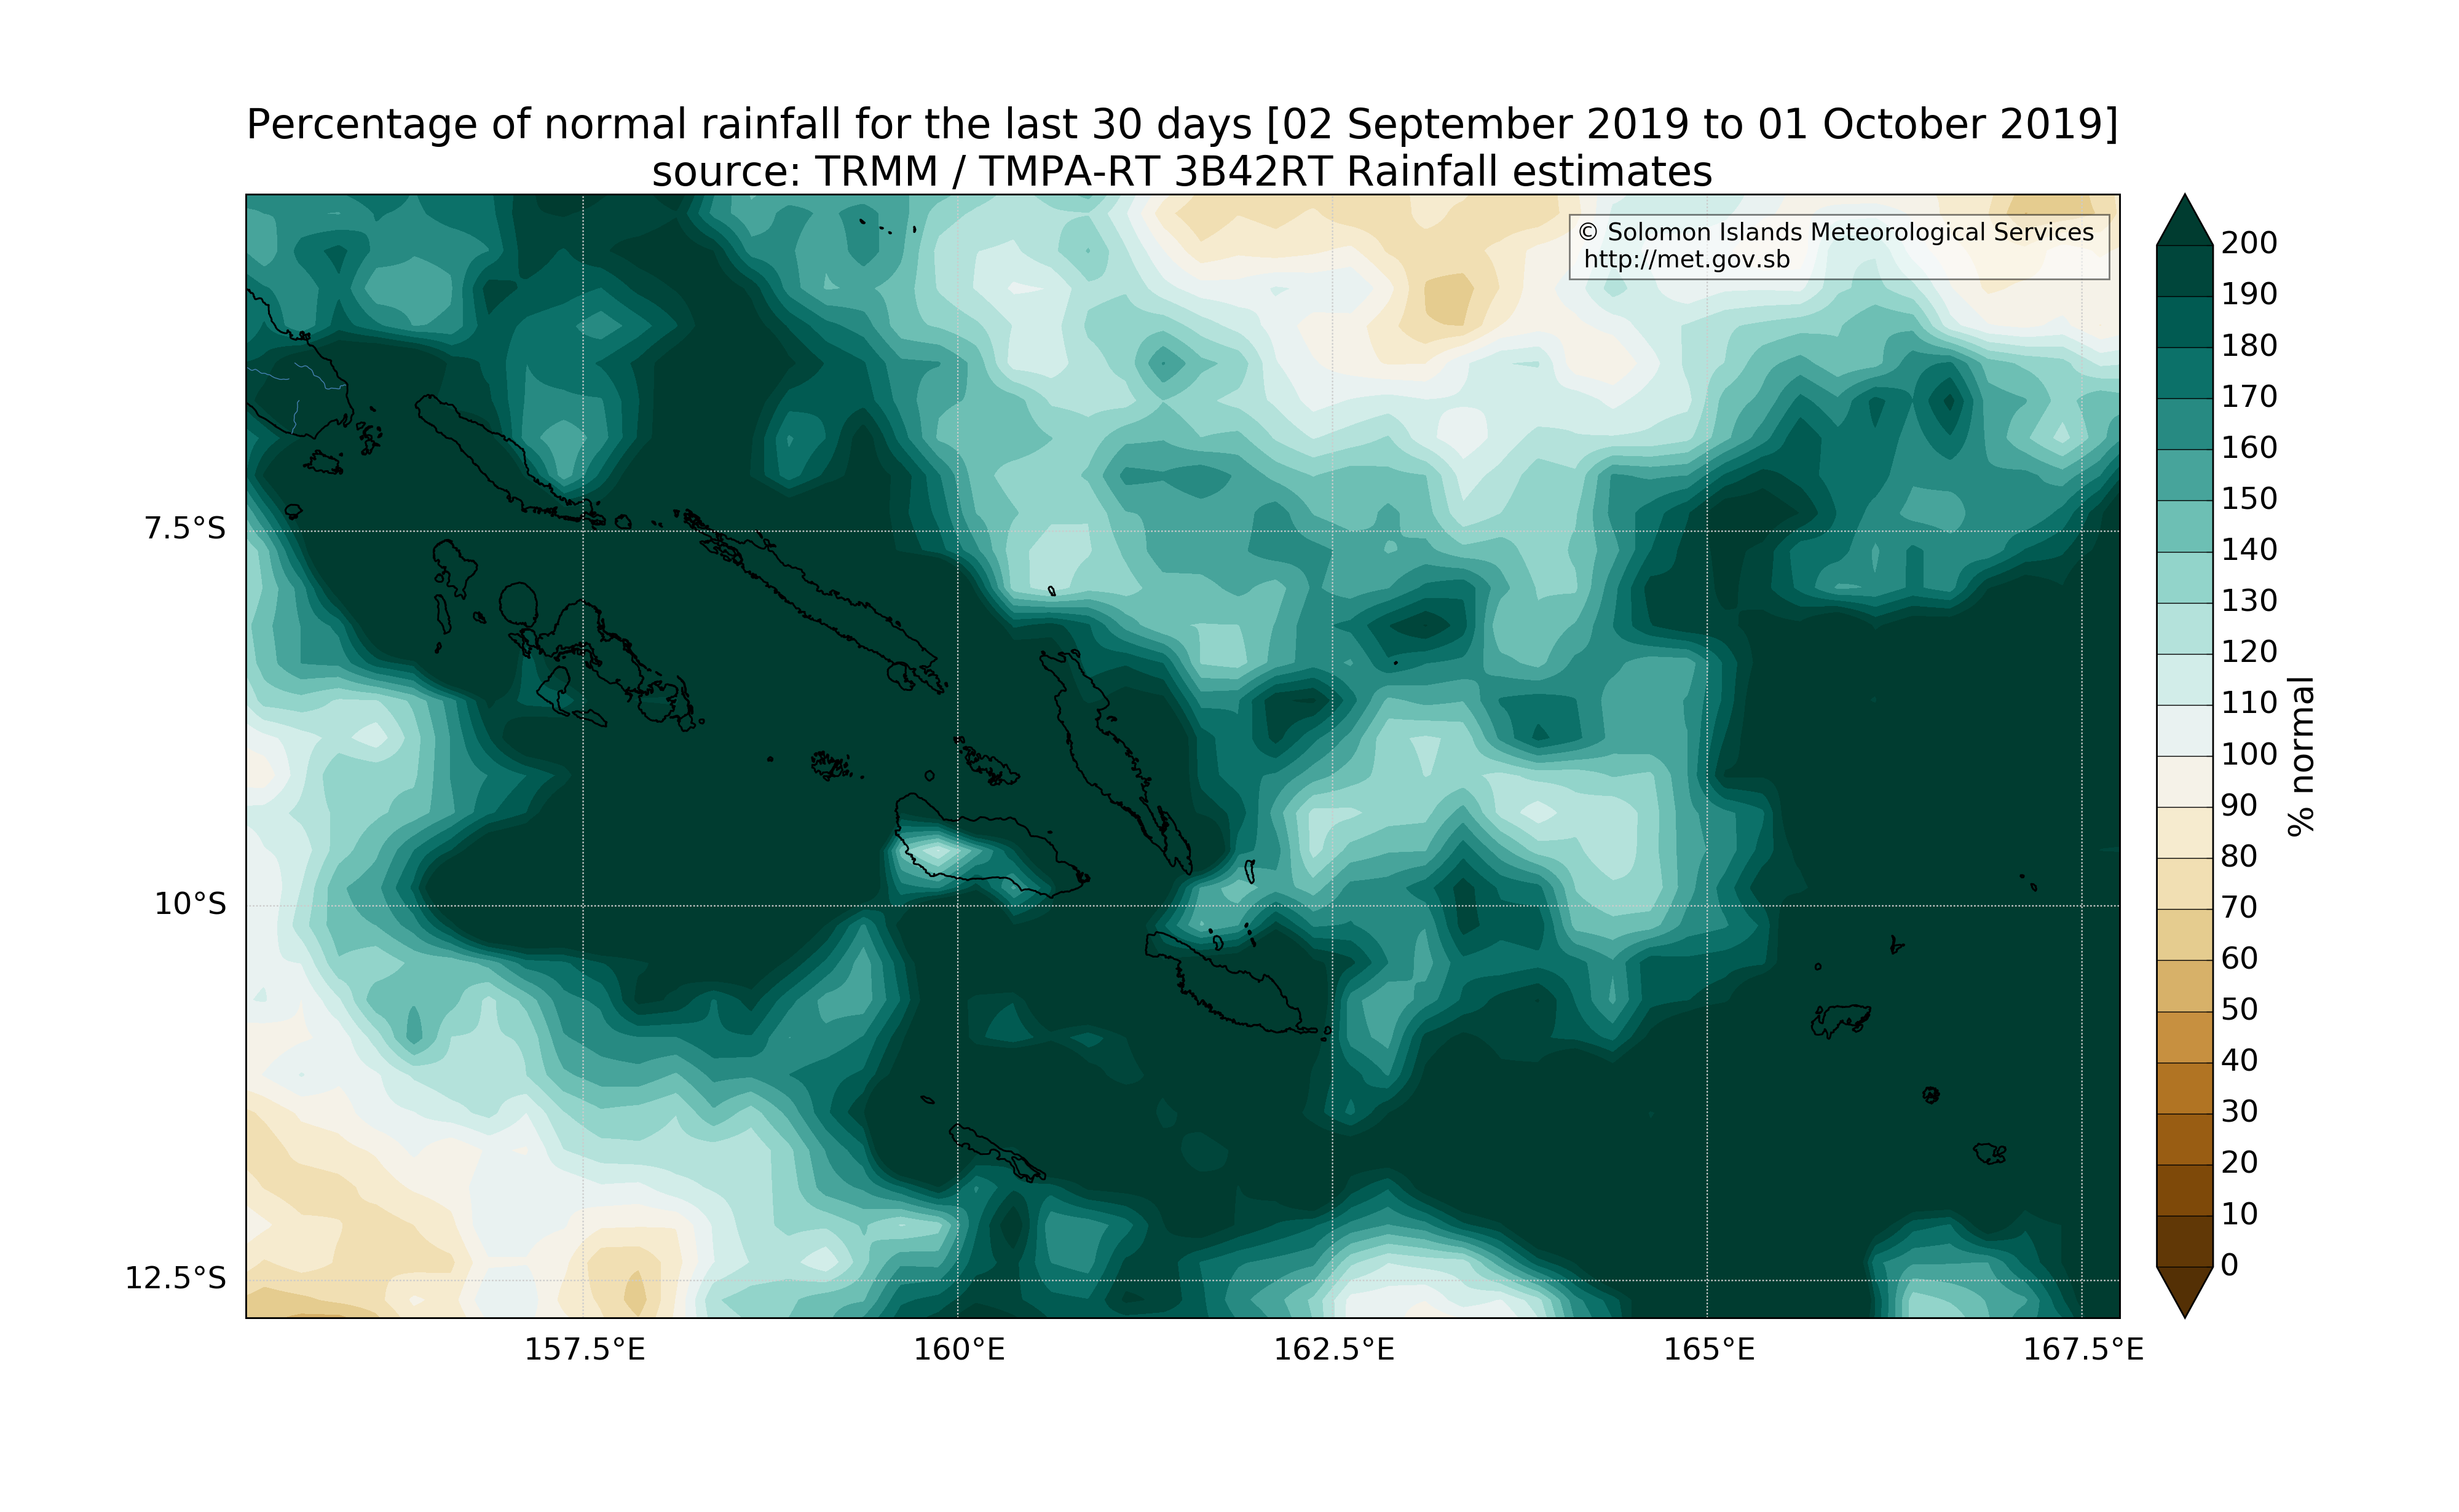 Percentage of normal rainfall for the last 30 days [02 September 2019 to 01 October 2019]
source: TRMM / TMPA-RT 3B42RT Rainfall estimates
© Solomon Islands Meteorological Services
http://met.gov.sb
7.5°S
10°S
12.5°S
157.5°E
160°E
162.5°E
165°E
167.5°E
200
190
180
170
160
150
140
130
120
110
100
90
80
70
60
50
40
30
20
10
0
% normal